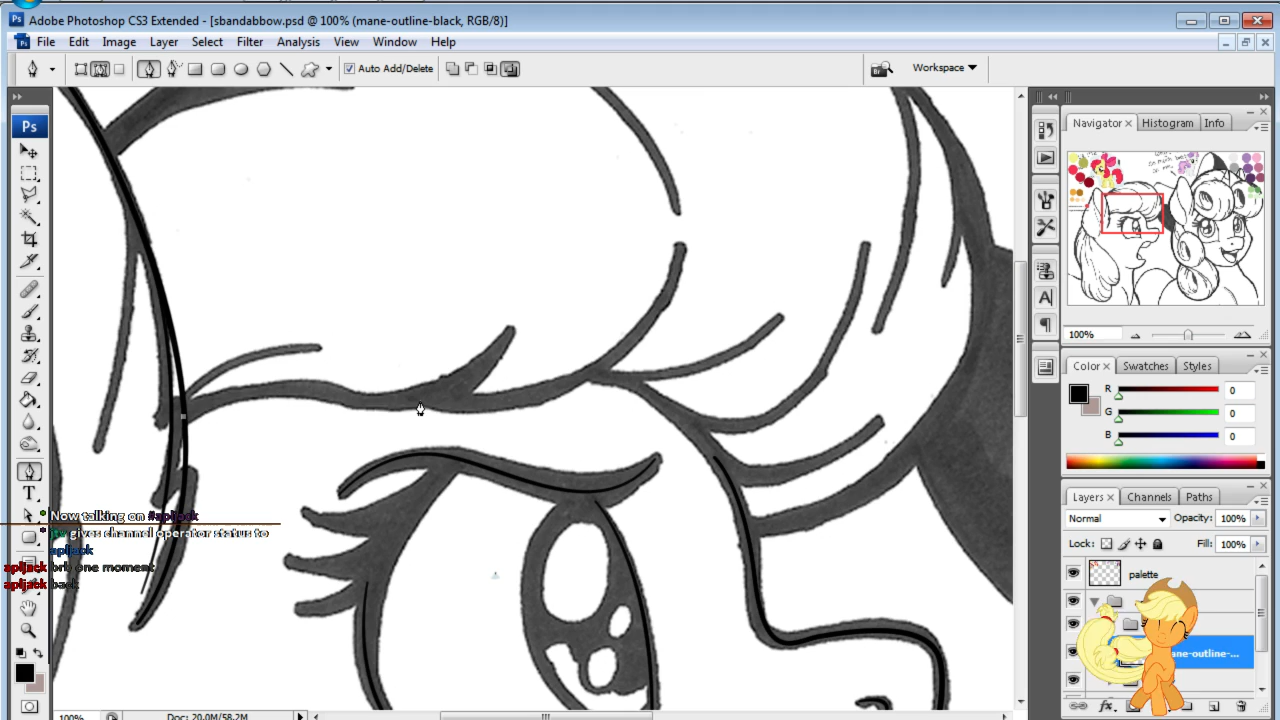 Adobe Photoshop CS3 Extended - [sbandabbow.psd @ 100% (mane-outline-black, RGB/8)]
File Edit Image Layer Select Filter Analysis View Window Help
Auto Add/Delete
Workspace
Ps
Navigator Histogram Info
100%
Color Swatches Styles
R 0
G 0
B 0
Layers Channels Paths
Normal Opacity: 100%
Lock: Fill: 100%
palette
ane-outline-...
Now talking on #apljack
jtv gives channel operator status to
apljack
apljack brb one moment
apljack back
100% Doc: 20.0M/58.2M